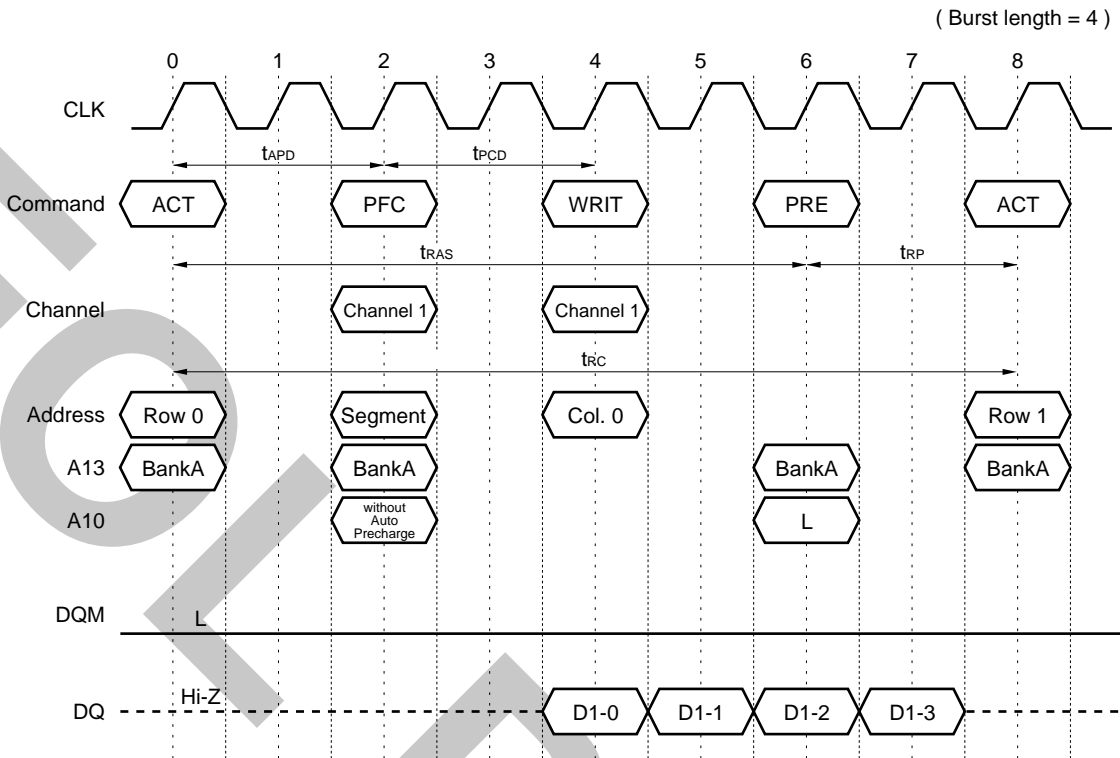 ( Burst length = 4 )
0 1 2 3 4 5 6 7 8
CLK
tAPD tPCD
Command ACT PFC WRIT PRE ACT
tRAS tRP
Channel Channel 1 Channel 1
tRC
Address Row 0 Segment Col. 0 Row 1
A13 BankA BankA BankA BankA
A10 without Auto Precharge L
DQM L
DQ Hi-Z D1-0 D1-1 D1-2 D1-3